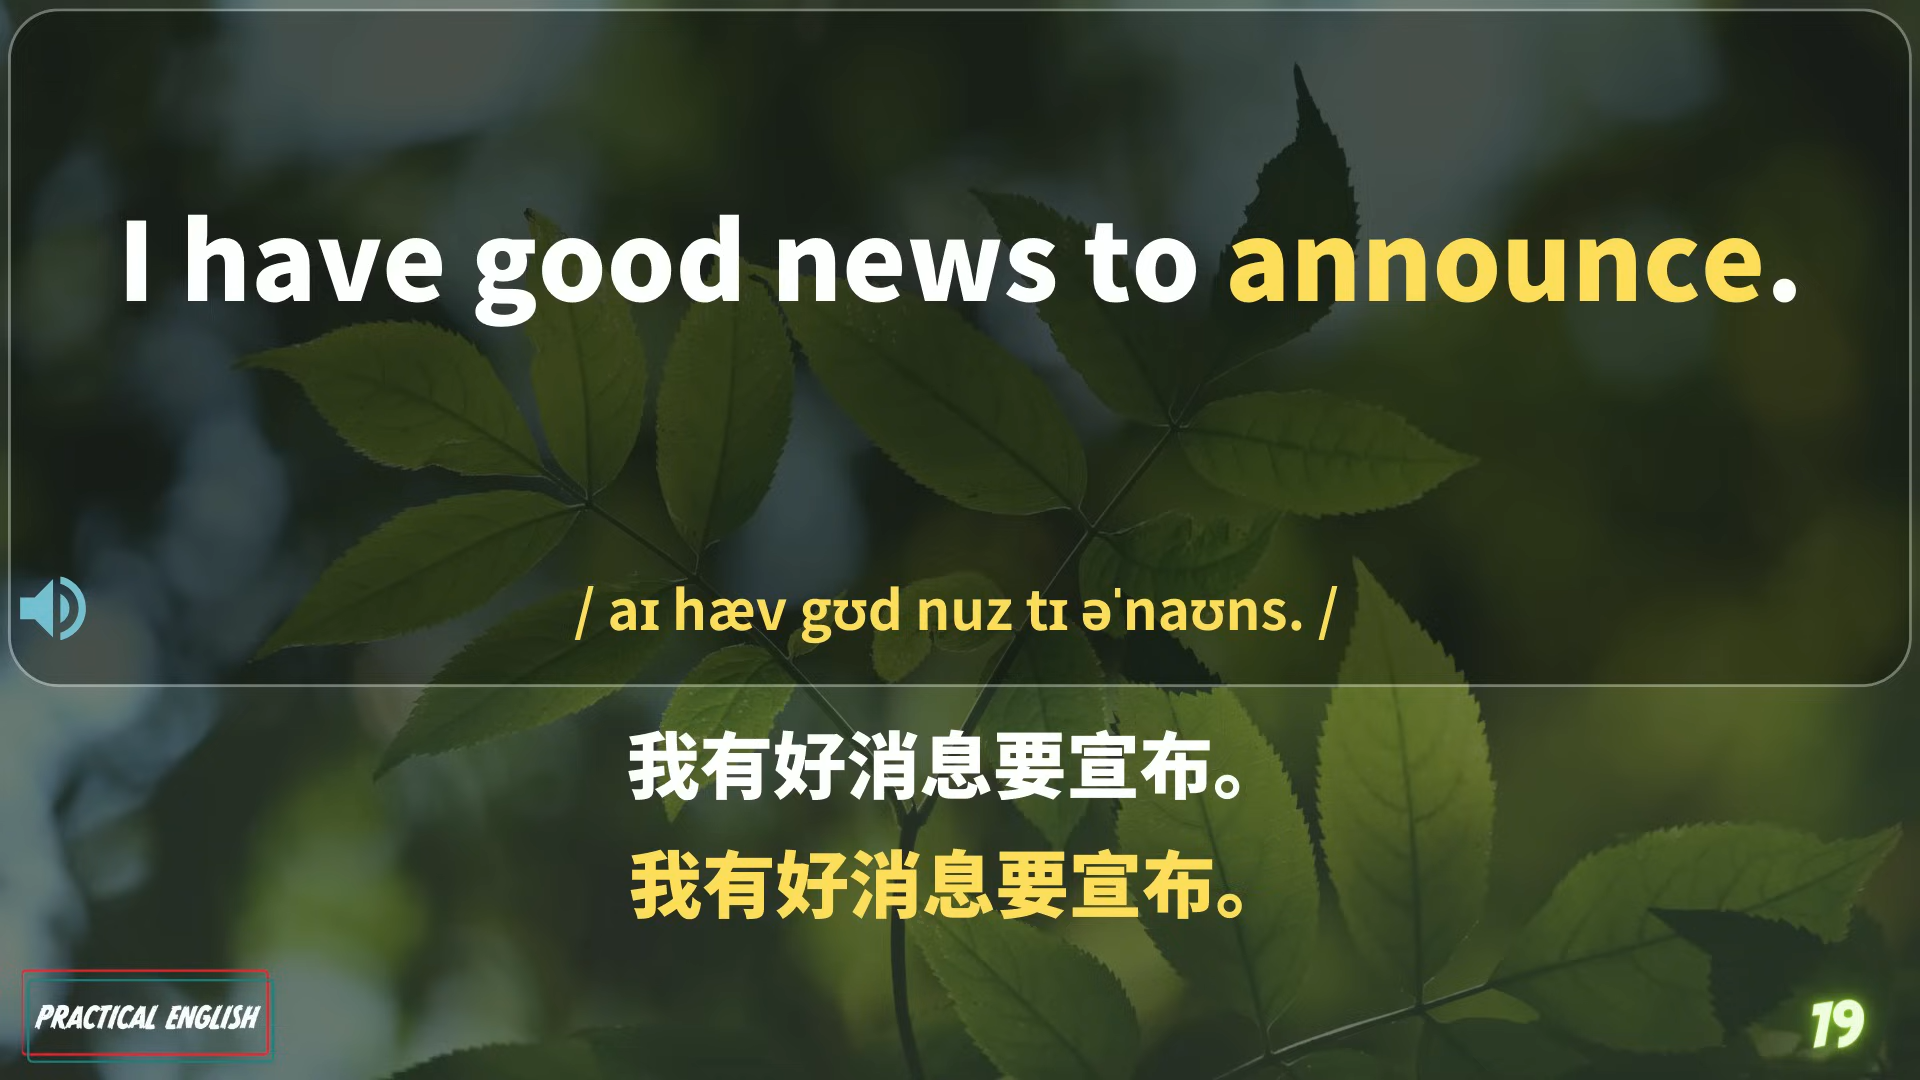 I have good news to announce.
/ aɪ hæv gʊd nuz tɪ əˈnaʊns. /
我有好消息要宣布。
我有好消息要宣布。
PRACTICAL ENGLISH
19